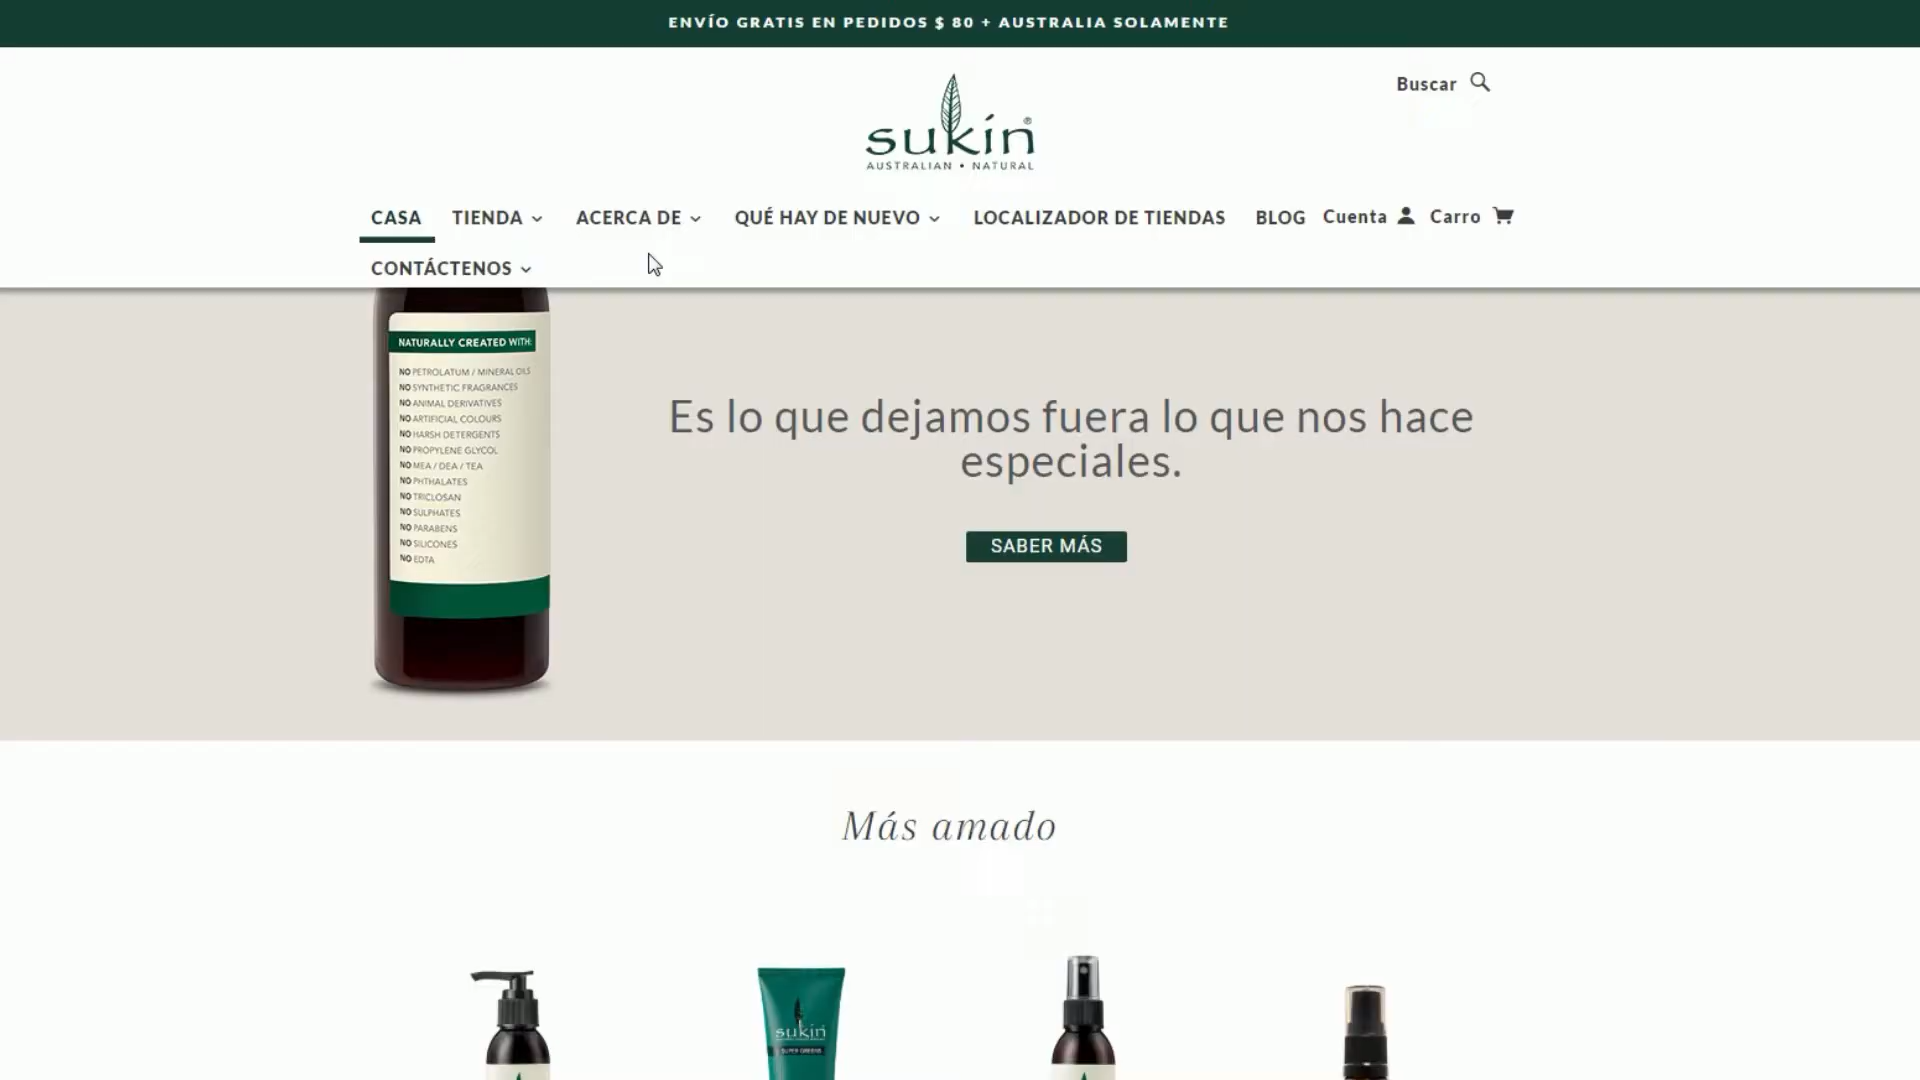 ENVÍO GRATIS EN PEDIDOS $ 80 + AUSTRALIA SOLAMENTE
Buscar
sukin®
AUSTRALIAN • NATURAL
CASA TIENDA ACERCA DE QUÉ HAY DE NUEVO LOCALIZADOR DE TIENDAS BLOG Cuenta Carro
CONTÁCTENOS
NATURALLY CREATED WITH:
NO PETROLATUM / MINERAL OILS
NO SYNTHETIC FRAGRANCES
NO ANIMAL DERIVATIVES
NO ARTIFICIAL COLOURS
NO HARSH DETERGENTS
NO PROPYLENE GLYCOL
NO MEA / DEA / TEA
NO PHTHALATES
NO TRICLOSAN
NO SULPHATES
NO PARABENS
NO SILICONES
NO EDTA
Es lo que dejamos fuera lo que nos hace
especiales.
SABER MÁS
Más amado
sukin
SUPER GREENS